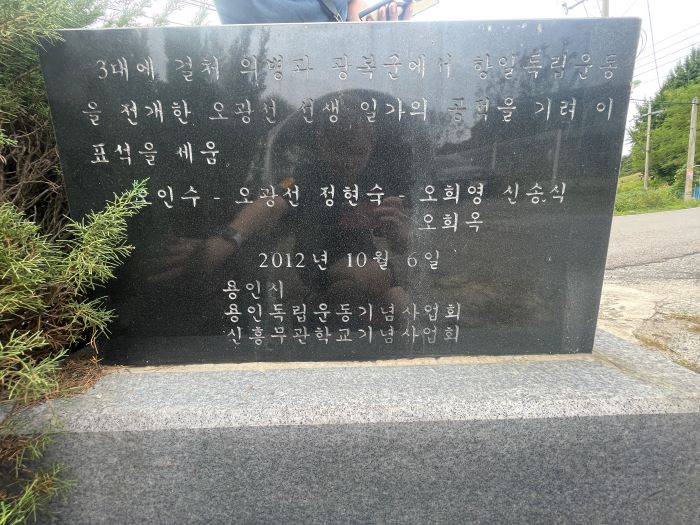 3대에 걸쳐 의병과 광복군에서 항일독립운동
을 전개한 오광선 선생 일가의 공적을 기려 이
표석을 세움
오인수 - 오광선 정현숙 - 오희영 신송식
오희옥
2012년 10월 6일
용인시
용인독립운동기념사업회
신흥무관학교기념사업회